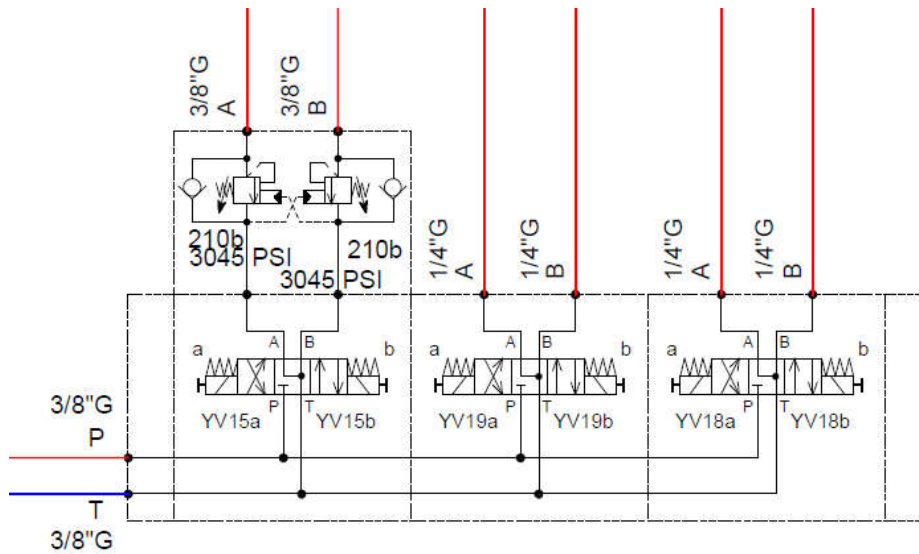 3/8"G
A
3/8"G
B
210b
3045 PSI
210b
3045 PSI
1/4"G
A
1/4"G
B
1/4"G
A
1/4"G
B
a
A
B
b
P
T
YV15a
YV15b
a
A
B
b
P
T
YV19a
YV19b
a
A
B
b
P
T
YV18a
YV18b
3/8"G
P
T
3/8"G